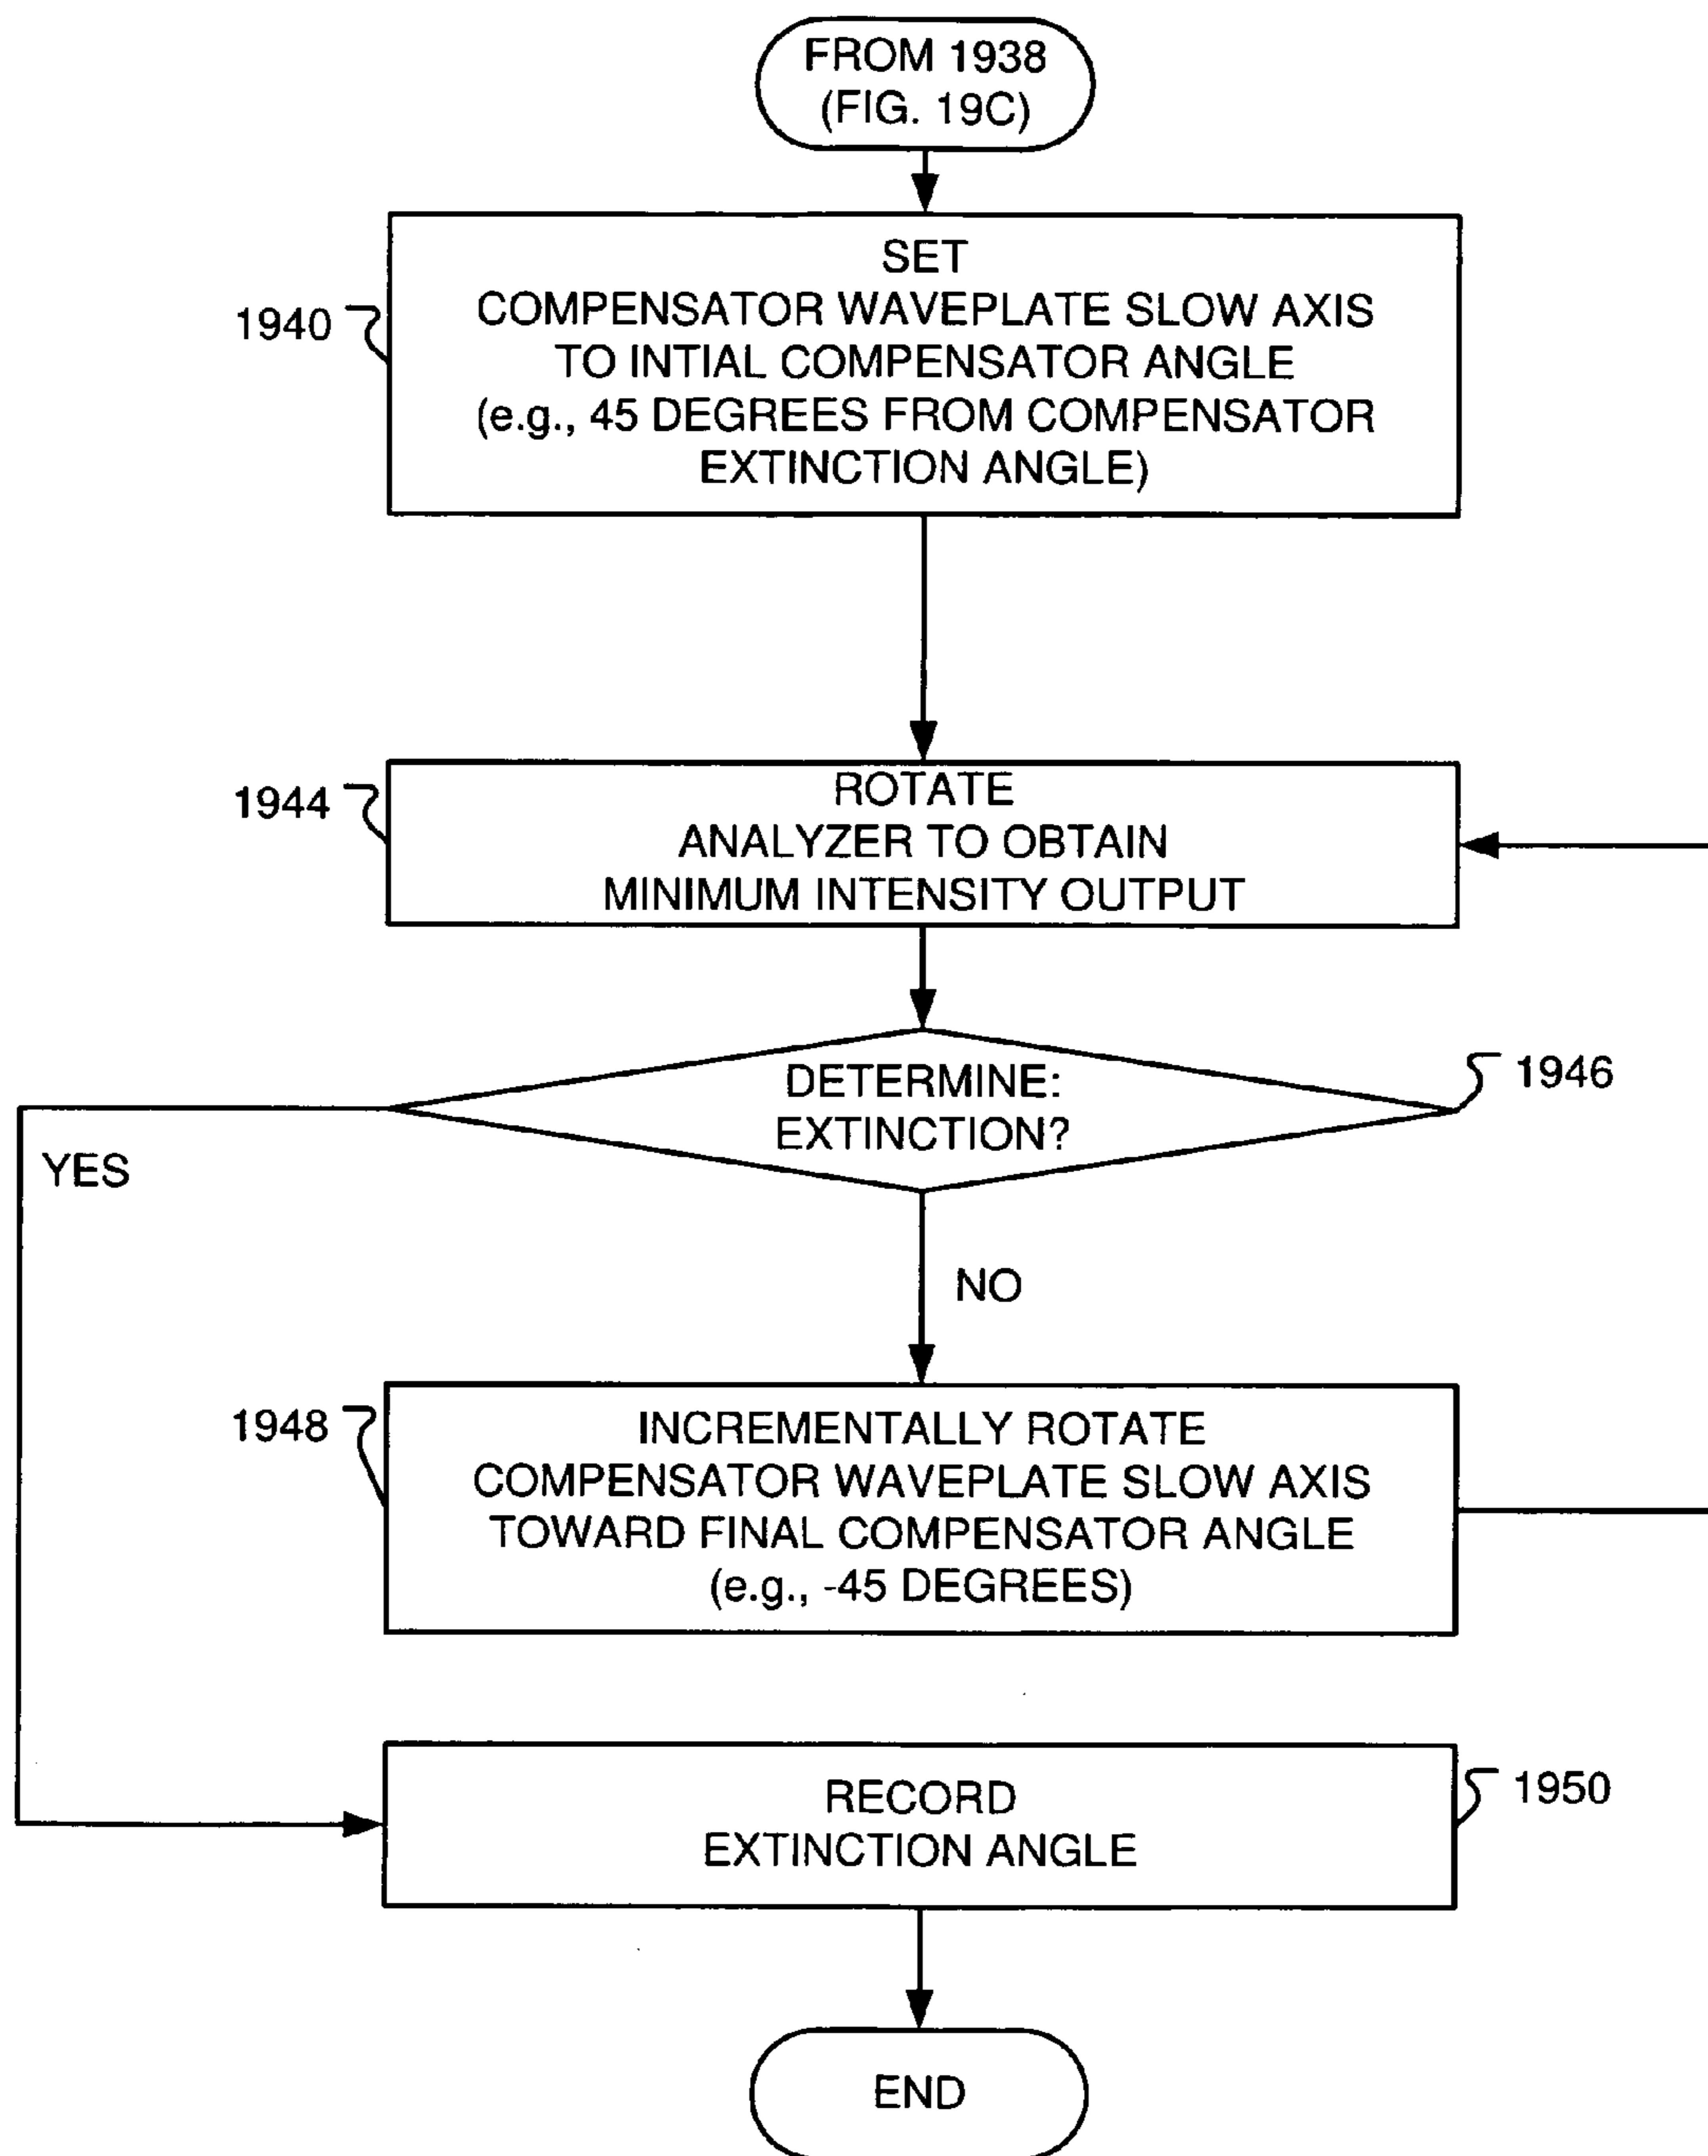 FROM 1938
(FIG. 19C)
SET
COMPENSATOR WAVEPLATE SLOW AXIS
TO INTIAL COMPENSATOR ANGLE
(e.g., 45 DEGREES FROM COMPENSATOR
EXTINCTION ANGLE)
1940
ROTATE
ANALYZER TO OBTAIN
MINIMUM INTENSITY OUTPUT
1944
DETERMINE:
EXTINCTION?
1946
YES
NO
INCREMENTALLY ROTATE
COMPENSATOR WAVEPLATE SLOW AXIS
TOWARD FINAL COMPENSATOR ANGLE
(e.g., -45 DEGREES)
1948
RECORD
EXTINCTION ANGLE
1950
END